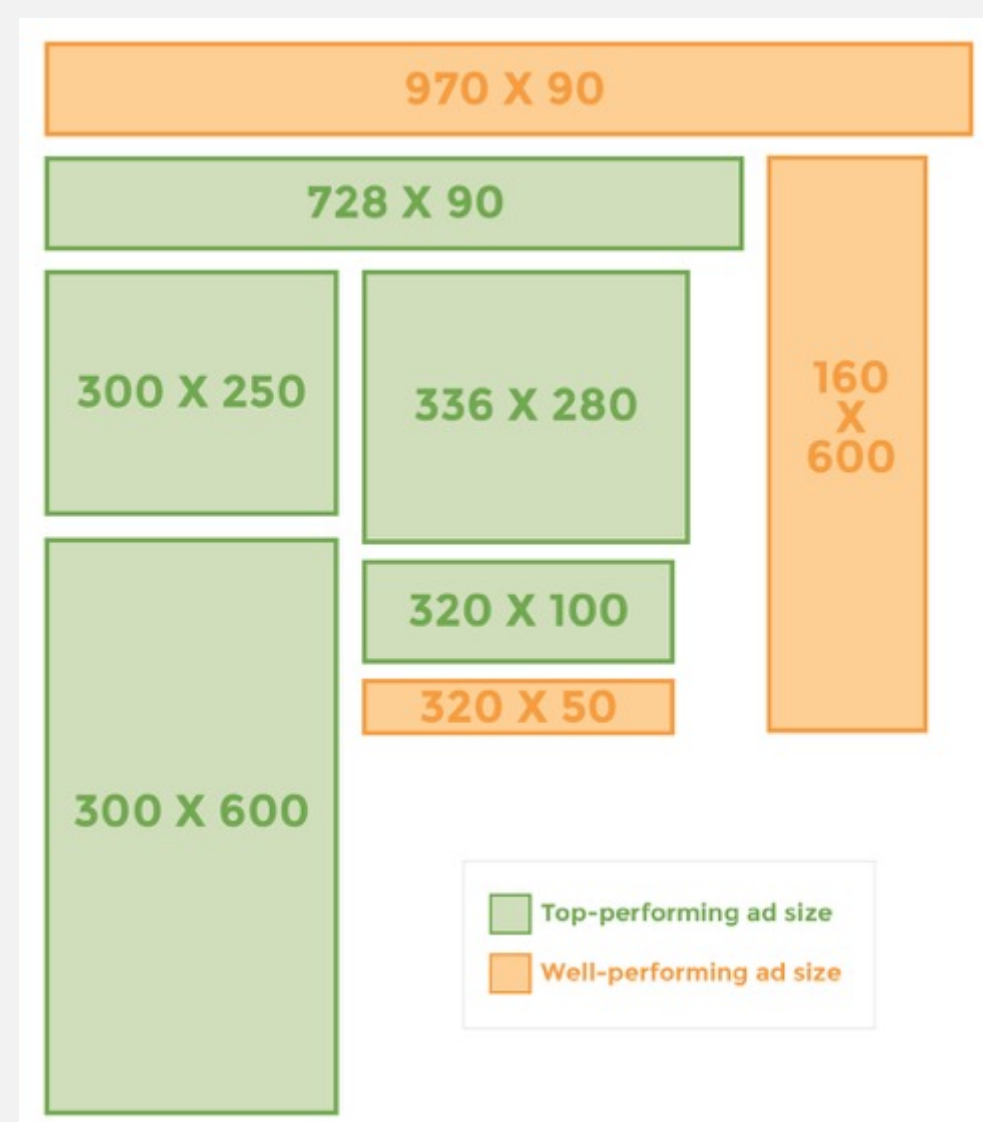 970 X 90
728 X 90
300 X 250
336 X 280
160
X
600
320 X 100
320 X 50
300 X 600
Top-performing ad size
Well-performing ad size